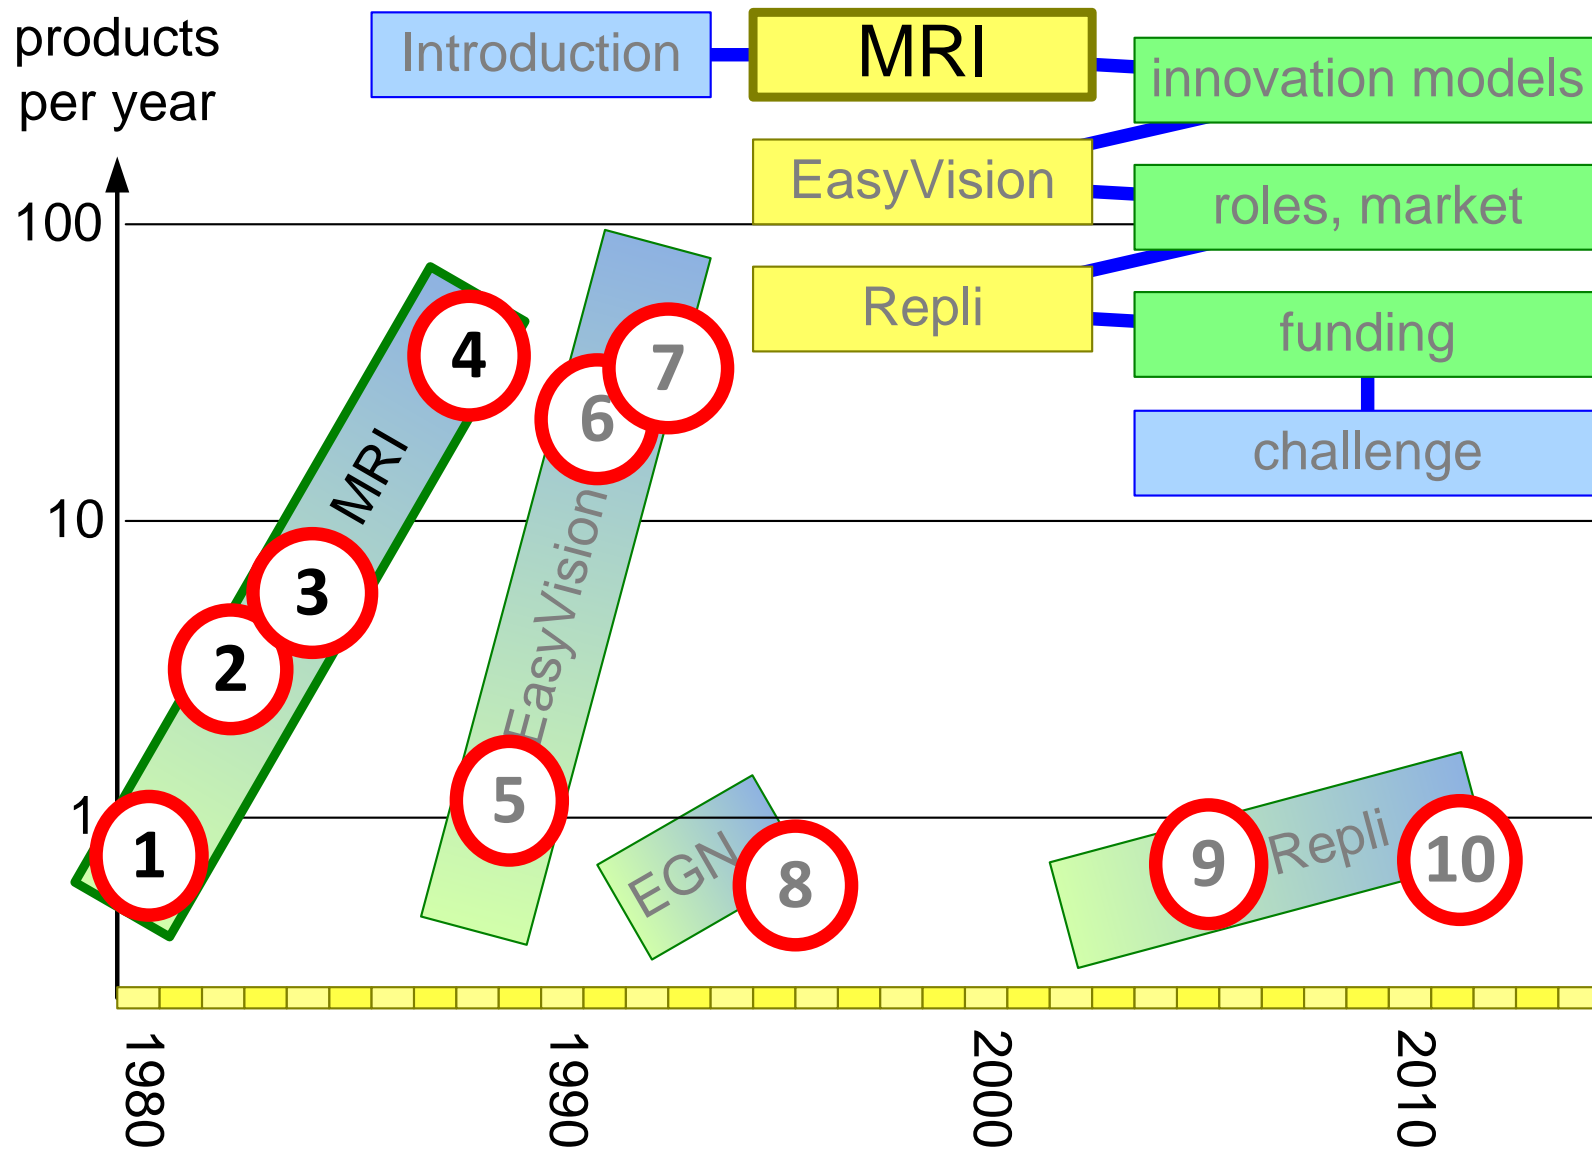 products
per year
Introduction
MRI
innovation models
EasyVision
roles, market
Repli
funding
challenge
100
10
1
MRI
EasyVision
EGN
Repli
1
2
3
4
5
6
7
8
9
10
1980
1990
2000
2010